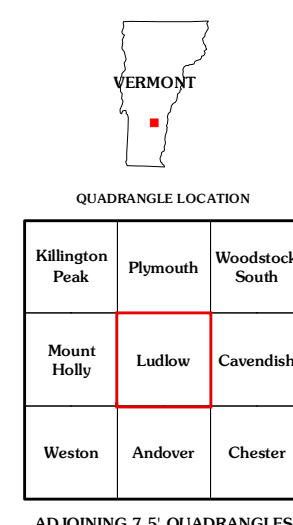 VERMONT
QUADRANGLE LOCATION
Killington Peak
Plymouth
Woodstock South
Mount Holly
Ludlow
Cavendish
Weston
Andover
Chester
ADJOINING 7.5' QUADRANGLES